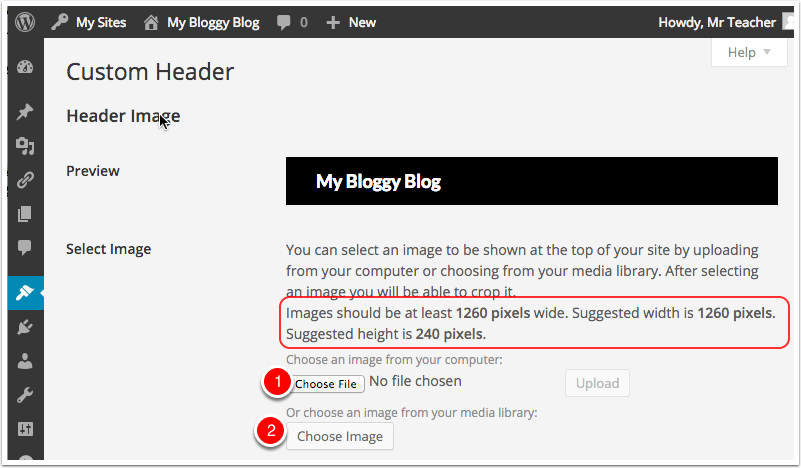 My Sites My Bloggy Blog 0 + New Howdy, Mr Teacher
Help
Custom Header
Header Image
Preview
My Bloggy Blog
Select Image
You can select an image to be shown at the top of your site by uploading
from your computer or choosing from your media library. After selecting
an image you will be able to crop it.
Images should be at least 1260 pixels wide. Suggested width is 1260 pixels.
Suggested height is 240 pixels.
Choose an image from your computer:
1 Choose File No file chosen Upload
Or choose an image from your media library:
2 Choose Image